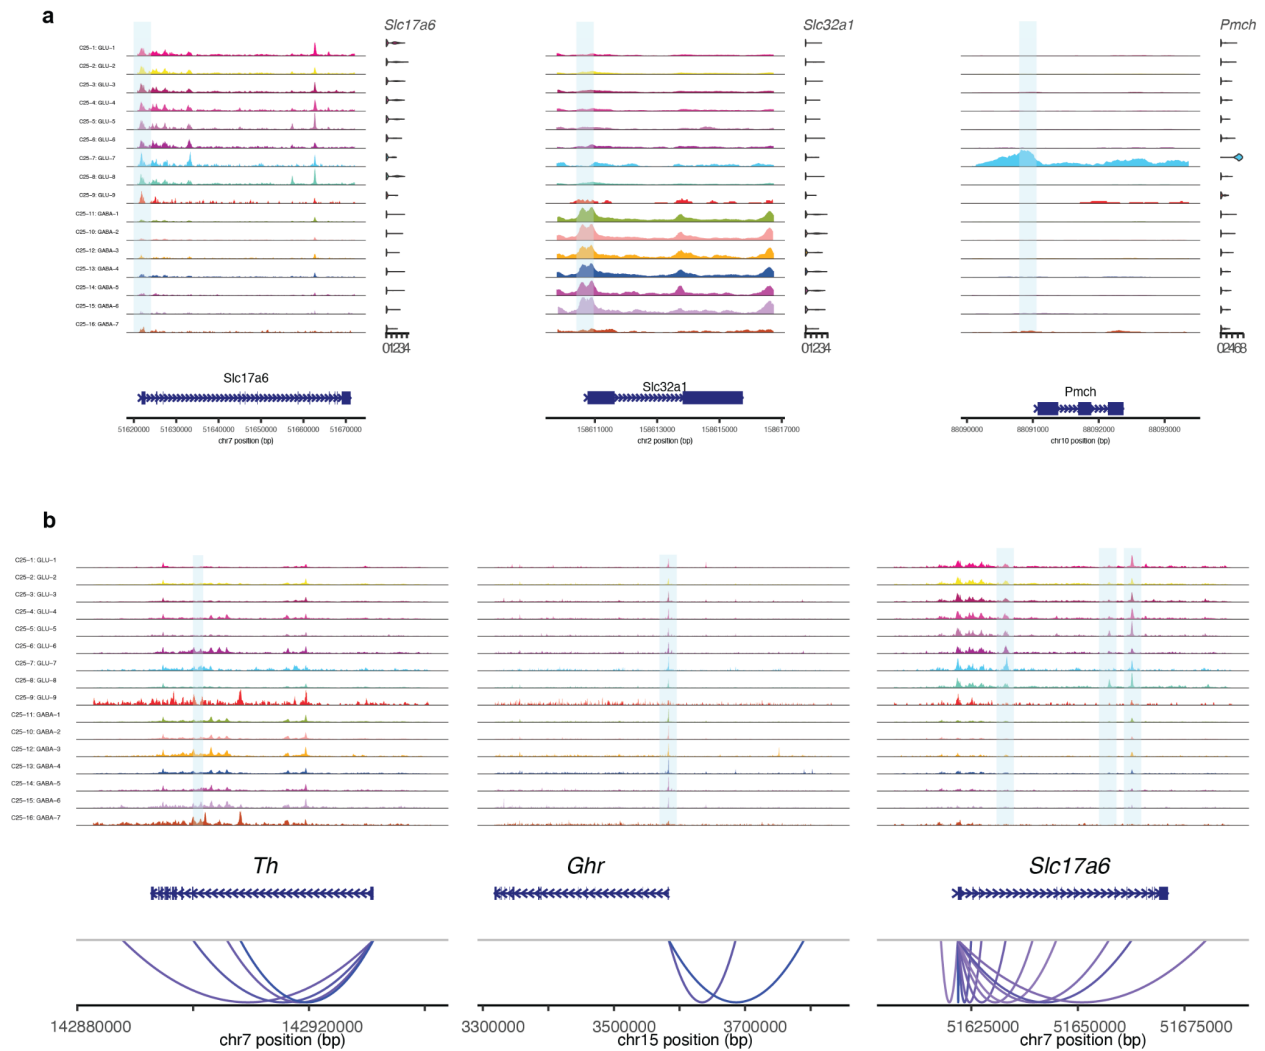 a
Slc17a6
Slc32a1
Pmch
C25-1: GLU-1
C25-2: GLU-2
C25-3: GLU-3
C25-4: GLU-4
C25-5: GLU-5
C25-6: GLU-6
C25-7: GLU-7
C25-8: GLU-8
C25-9: GLU-9
C25-11: GABA-1
C25-10: GABA-2
C25-12: GABA-3
C25-13: GABA-4
C25-14: GABA-5
C25-15: GABA-6
C25-16: GABA-7
01234
01234
02468
Slc17a6
Slc32a1
Pmch
51620000 51630000 51640000 51650000 51660000 51670000
158611000 158613000 158615000 158617000
88090000 88091000 88092000 88093000
chr7 position (bp)
chr2 position (bp)
chr10 position (bp)
b
C25-1: GLU-1
C25-2: GLU-2
C25-3: GLU-3
C25-4: GLU-4
C25-5: GLU-5
C25-6: GLU-6
C25-7: GLU-7
C25-8: GLU-8
C25-9: GLU-9
C25-11: GABA-1
C25-10: GABA-2
C25-12: GABA-3
C25-13: GABA-4
C25-14: GABA-5
C25-15: GABA-6
C25-16: GABA-7
Th
Ghr
Slc17a6
142880000 142920000
3300000 35500000 3700000
51625000 51650000 51675000
chr7 position (bp)
chr15 position (bp)
chr7 position (bp)